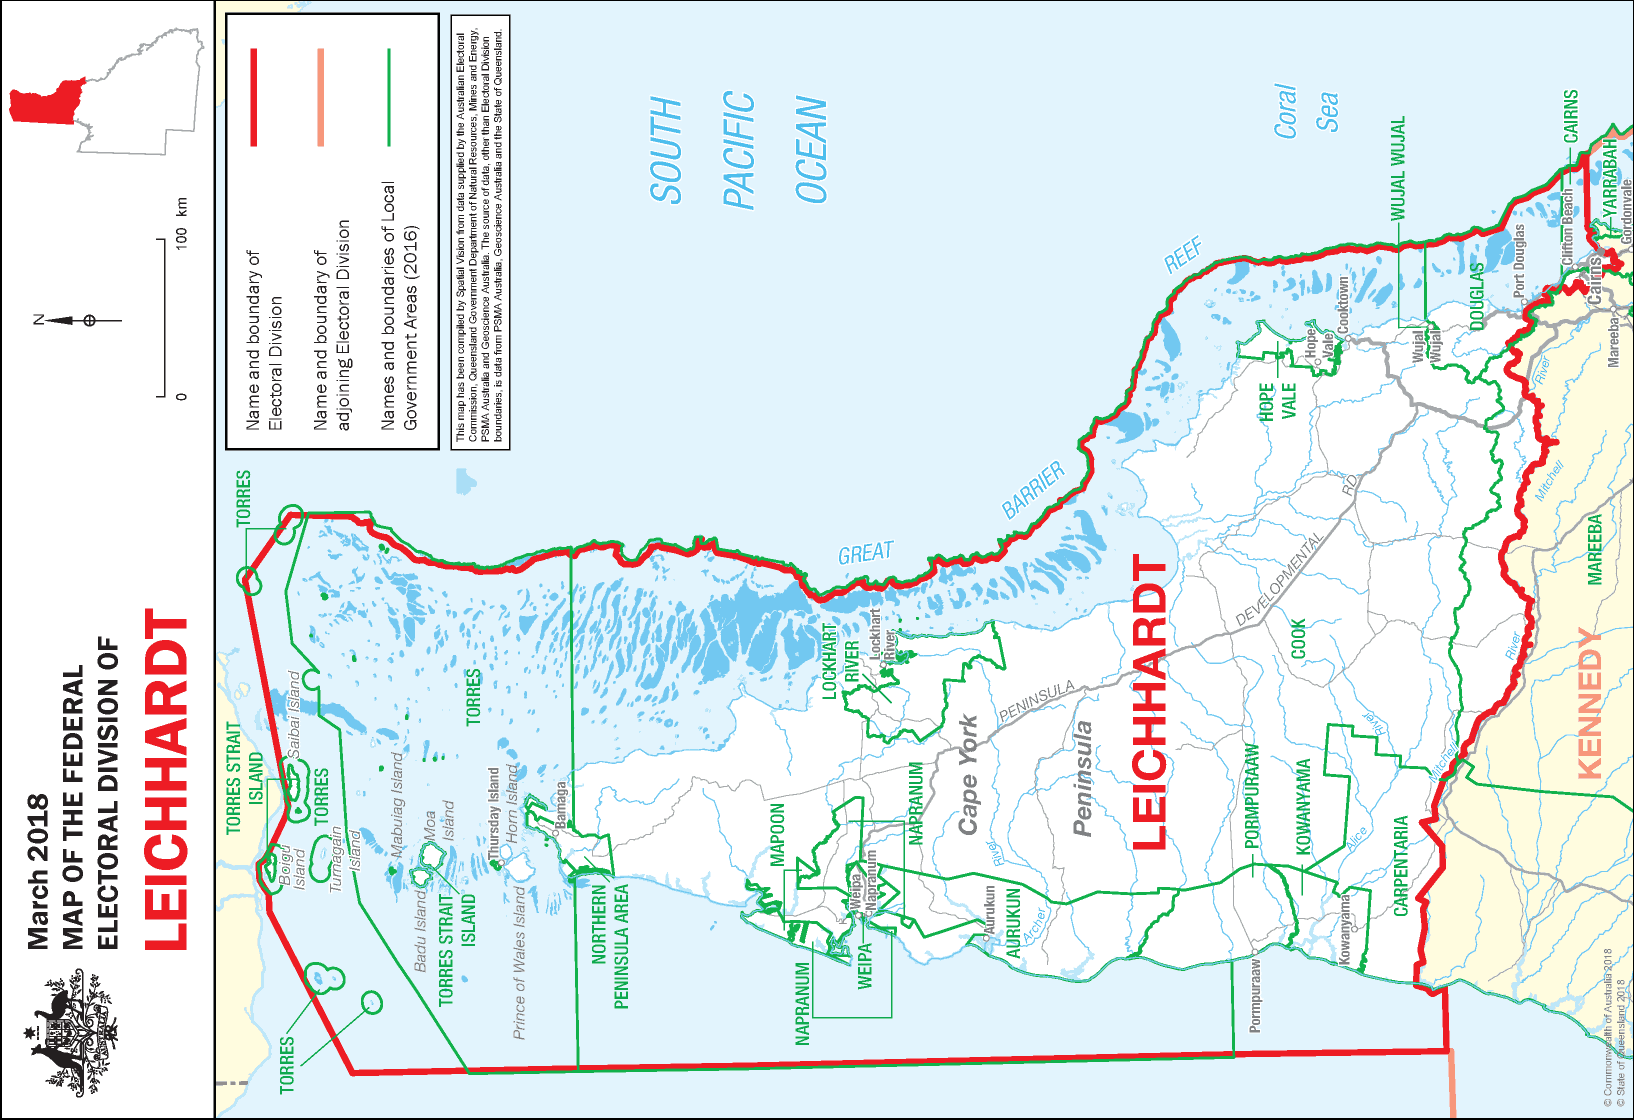 March 2018
MAP OF THE FEDERAL
ELECTORAL DIVISION OF
LEICHHARDT
N
0
100 km
Name and boundary of
Electoral Division
Name and boundary of
adjoining Electoral Division
Names and boundaries of Local
Government Areas (2016)
This map has been compiled by Spatial Vision from data supplied by the Australian Electoral
Commission, Queensland Government Department of Natural Resources, Mines and Energy,
PSMA Australia and Geoscience Australia. The source of data, other than Electoral Division
boundaries, is data from PSMA Australia, Geoscience Australia and the State of Queensland.
SOUTH
PACIFIC
OCEAN
Coral
Sea
GREAT
BARRIER
REEF
TORRES
TORRES STRAIT
ISLAND
Saibai Island
TORRES
Boigu
Island
Turnagain
Island
TORRES
Mabuiag Island
Moa
Island
Badu Island
TORRES STRAIT
ISLAND
TORRES
Thursday Island
Horn Island
Prince of Wales Island
Bamaga
NORTHERN
PENINSULA AREA
MAPOON
NAPRANUM
WEIPA
Weipa
Napranum
NAPRANUM
LOCKHART
RIVER
Lockhart
River
Cape York
Peninsula
PENINSULA
DEVELOPMENTAL
RD
River
Archer
Aurukun
AURUKUN
LEICHHARDT
COOK
PORMPURAAW
Pormpuraaw
KOWANYAMA
Kowanyama
Alice
River
CARPENTARIA
Mitchell
River
Mitchell
River
HOPE
VALE
Hope
Vale
Cooktown
WUJAL WUJAL
Wujal
Wujal
DOUGLAS
Port Douglas
Clifton Beach
CAIRNS
Cairns
YARRABAH
Gordonvale
Mareeba
MAREEBA
KENNEDY
© Commonwealth of Australia 2018
© State of Queensland 2018